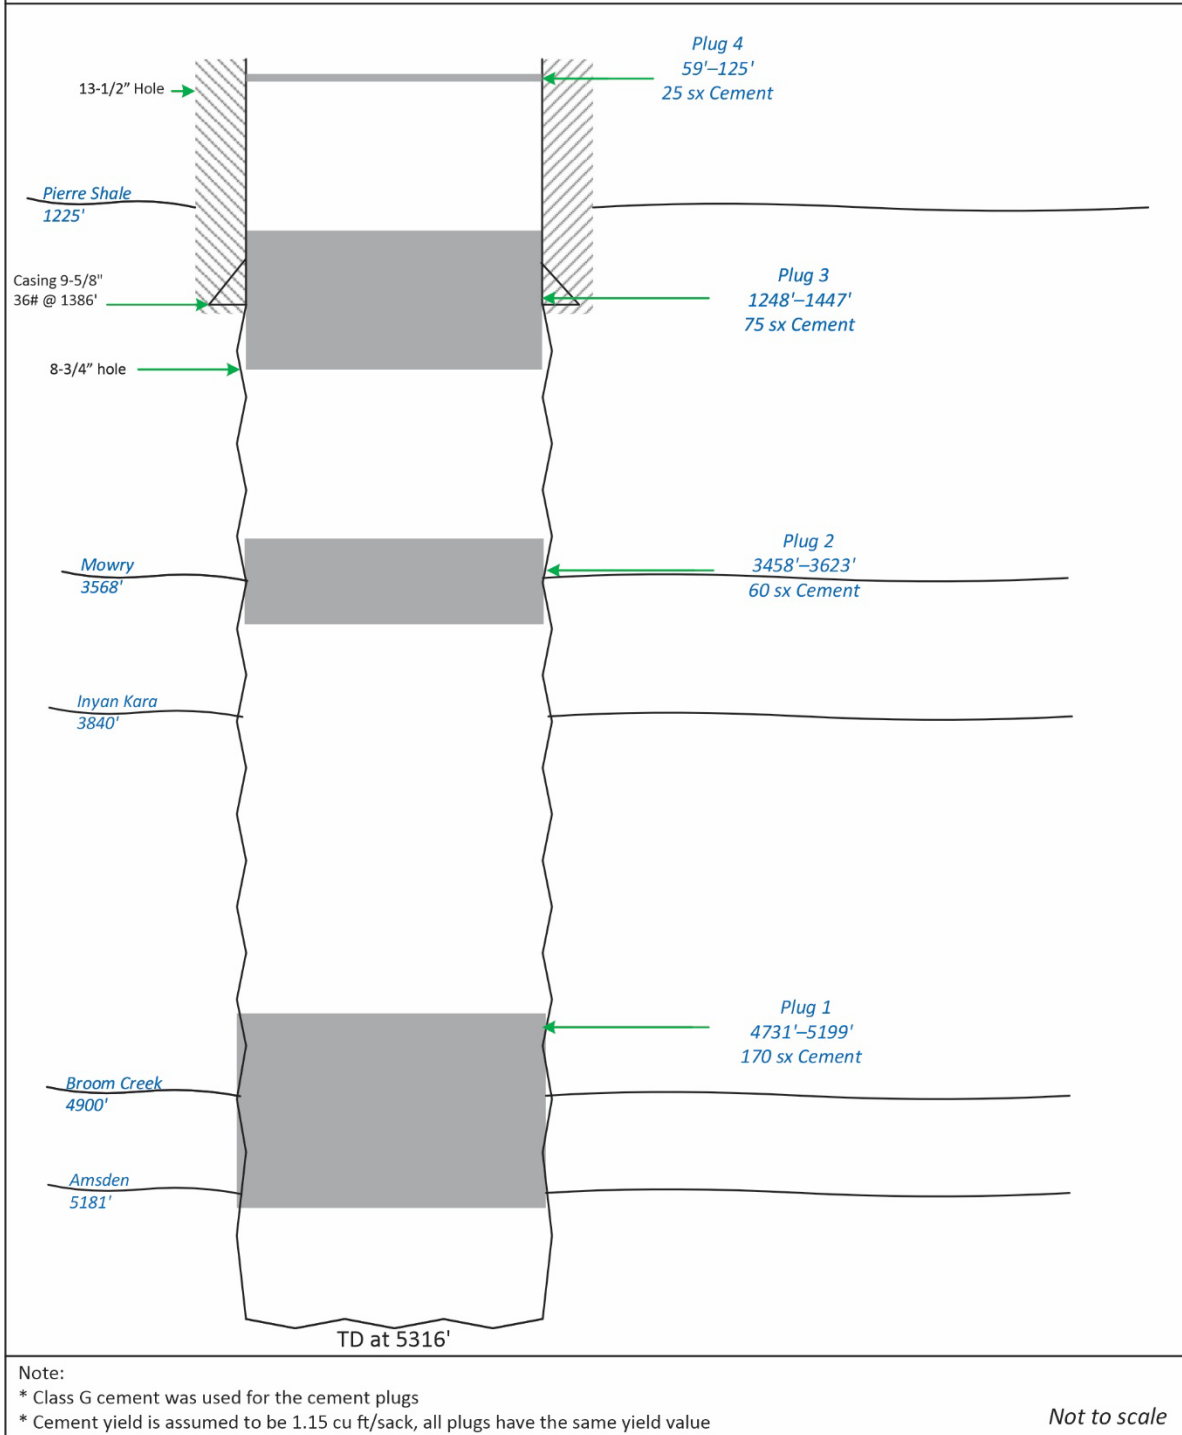 Plug 4
59'–125'
25 sx Cement
13-1/2” Hole
Pierre Shale
1225'
Casing 9-5/8"
36# @ 1386'
Plug 3
1248'–1447'
75 sx Cement
8-3/4” hole
Plug 2
3458'–3623'
60 sx Cement
Mowry
3568'
Inyan Kara
3840'
Plug 1
4731'–5199'
170 sx Cement
Broom Creek
4900'
Amsden
5181'
TD at 5316'
Note:
* Class G cement was used for the cement plugs
* Cement yield is assumed to be 1.15 cu ft/sack, all plugs have the same yield value
Not to scale